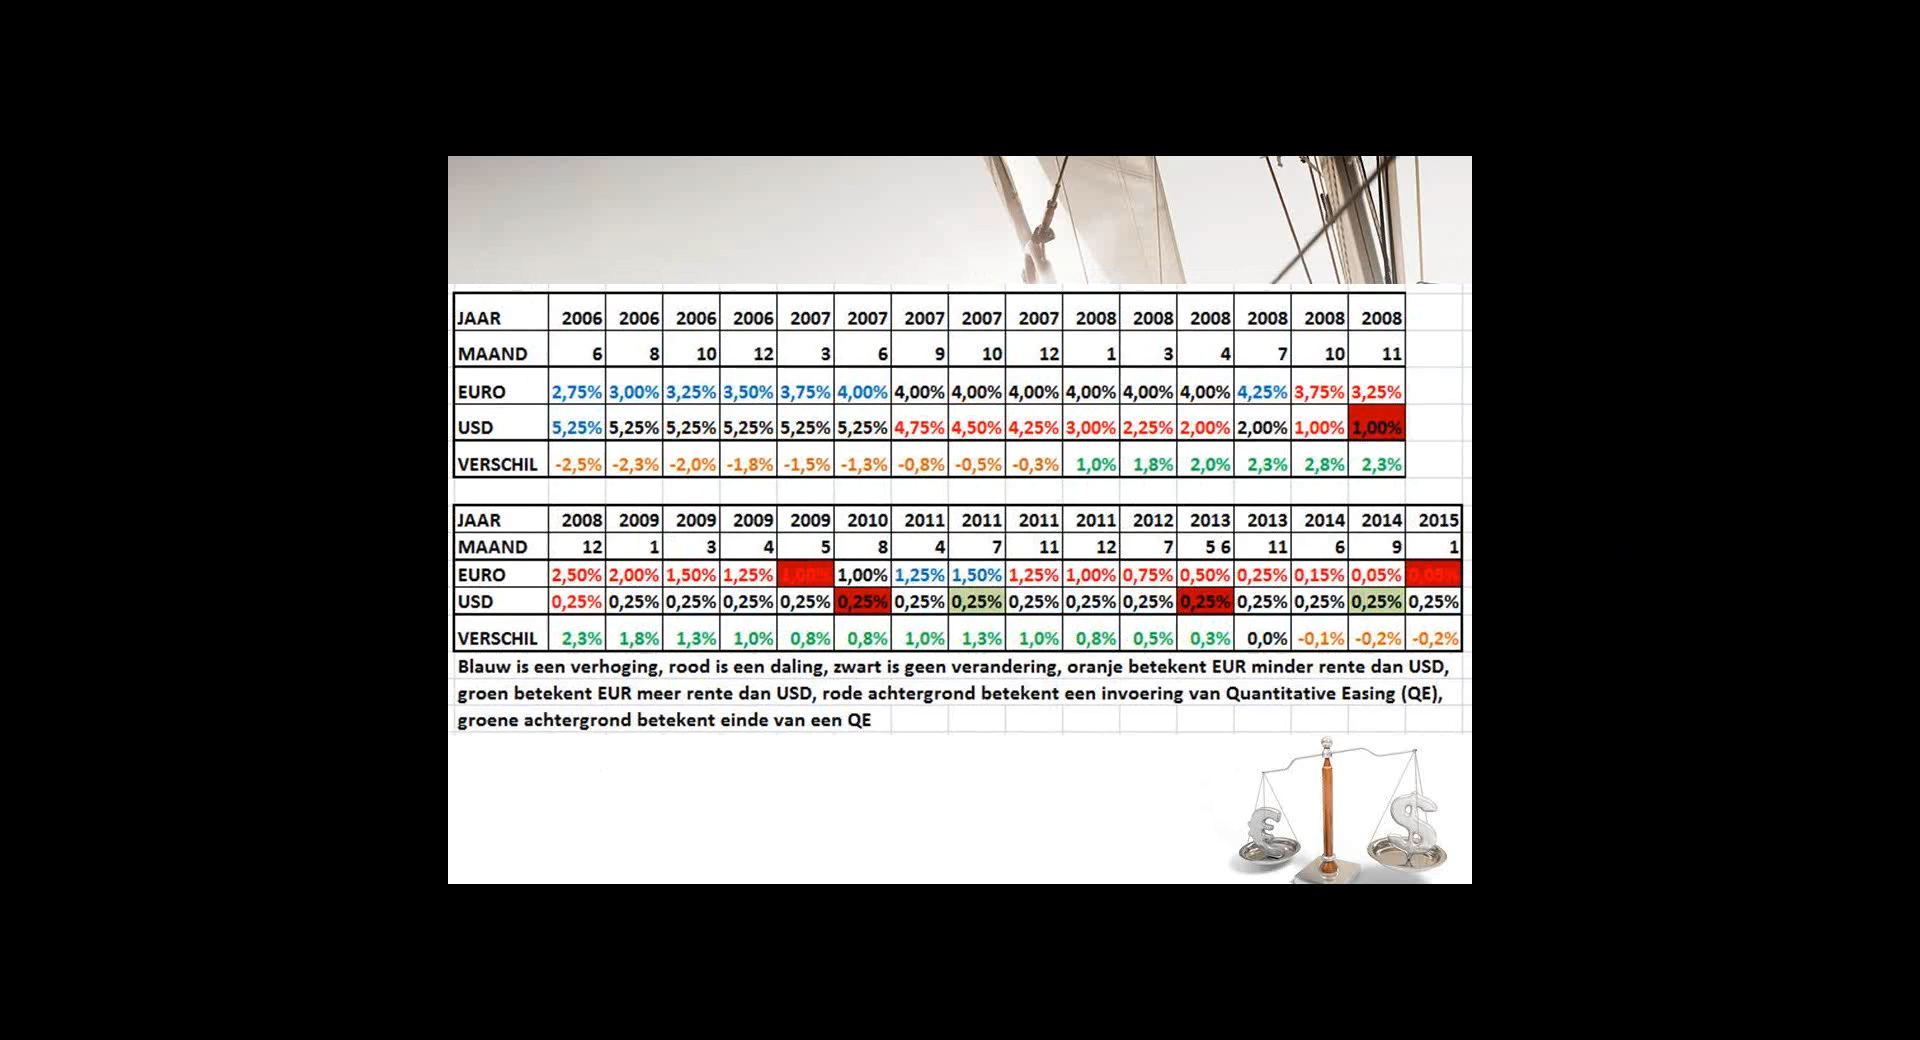 JAAR 2006 2006 2006 2006 2007 2007 2007 2007 2007 2008 2008 2008 2008 2008 2008
MAAND 6 8 10 12 3 6 9 10 12 1 3 4 7 10 11
EURO 2,75% 3,00% 3,25% 3,50% 3,75% 4,00% 4,00% 4,00% 4,00% 4,00% 4,00% 4,00% 4,25% 3,75% 3,25%
USD 5,25% 5,25% 5,25% 5,25% 5,25% 5,25% 4,75% 4,50% 4,25% 3,00% 2,25% 2,00% 2,00% 1,00% 1,00%
VERSCHIL -2,5% -2,3% -2,0% -1,8% -1,5% -1,3% -0,8% -0,5% -0,3% 1,0% 1,8% 2,0% 2,3% 2,8% 2,3%
JAAR 2008 2009 2009 2009 2009 2010 2011 2011 2011 2011 2012 2013 2013 2014 2014 2015
MAAND 12 1 3 4 5 8 4 7 11 12 7 5 6 11 6 9 1
EURO 2,50% 2,00% 1,50% 1,25% 1,00% 1,00% 1,25% 1,50% 1,25% 1,00% 0,75% 0,50% 0,25% 0,15% 0,05% 0,05%
USD 0,25% 0,25% 0,25% 0,25% 0,25% 0,25% 0,25% 0,25% 0,25% 0,25% 0,25% 0,25% 0,25% 0,25% 0,25% 0,25%
VERSCHIL 2,3% 1,8% 1,3% 1,0% 0,8% 0,8% 1,0% 1,3% 1,0% 0,8% 0,5% 0,3% 0,0% -0,1% -0,2% -0,2%
Blauw is een verhoging, rood is een daling, zwart is geen verandering, oranje betekent EUR minder rente dan USD,
groen betekent EUR meer rente dan USD, rode achtergrond betekent een invoering van Quantitative Easing (QE),
groene achtergrond betekent einde van een QE
€ $